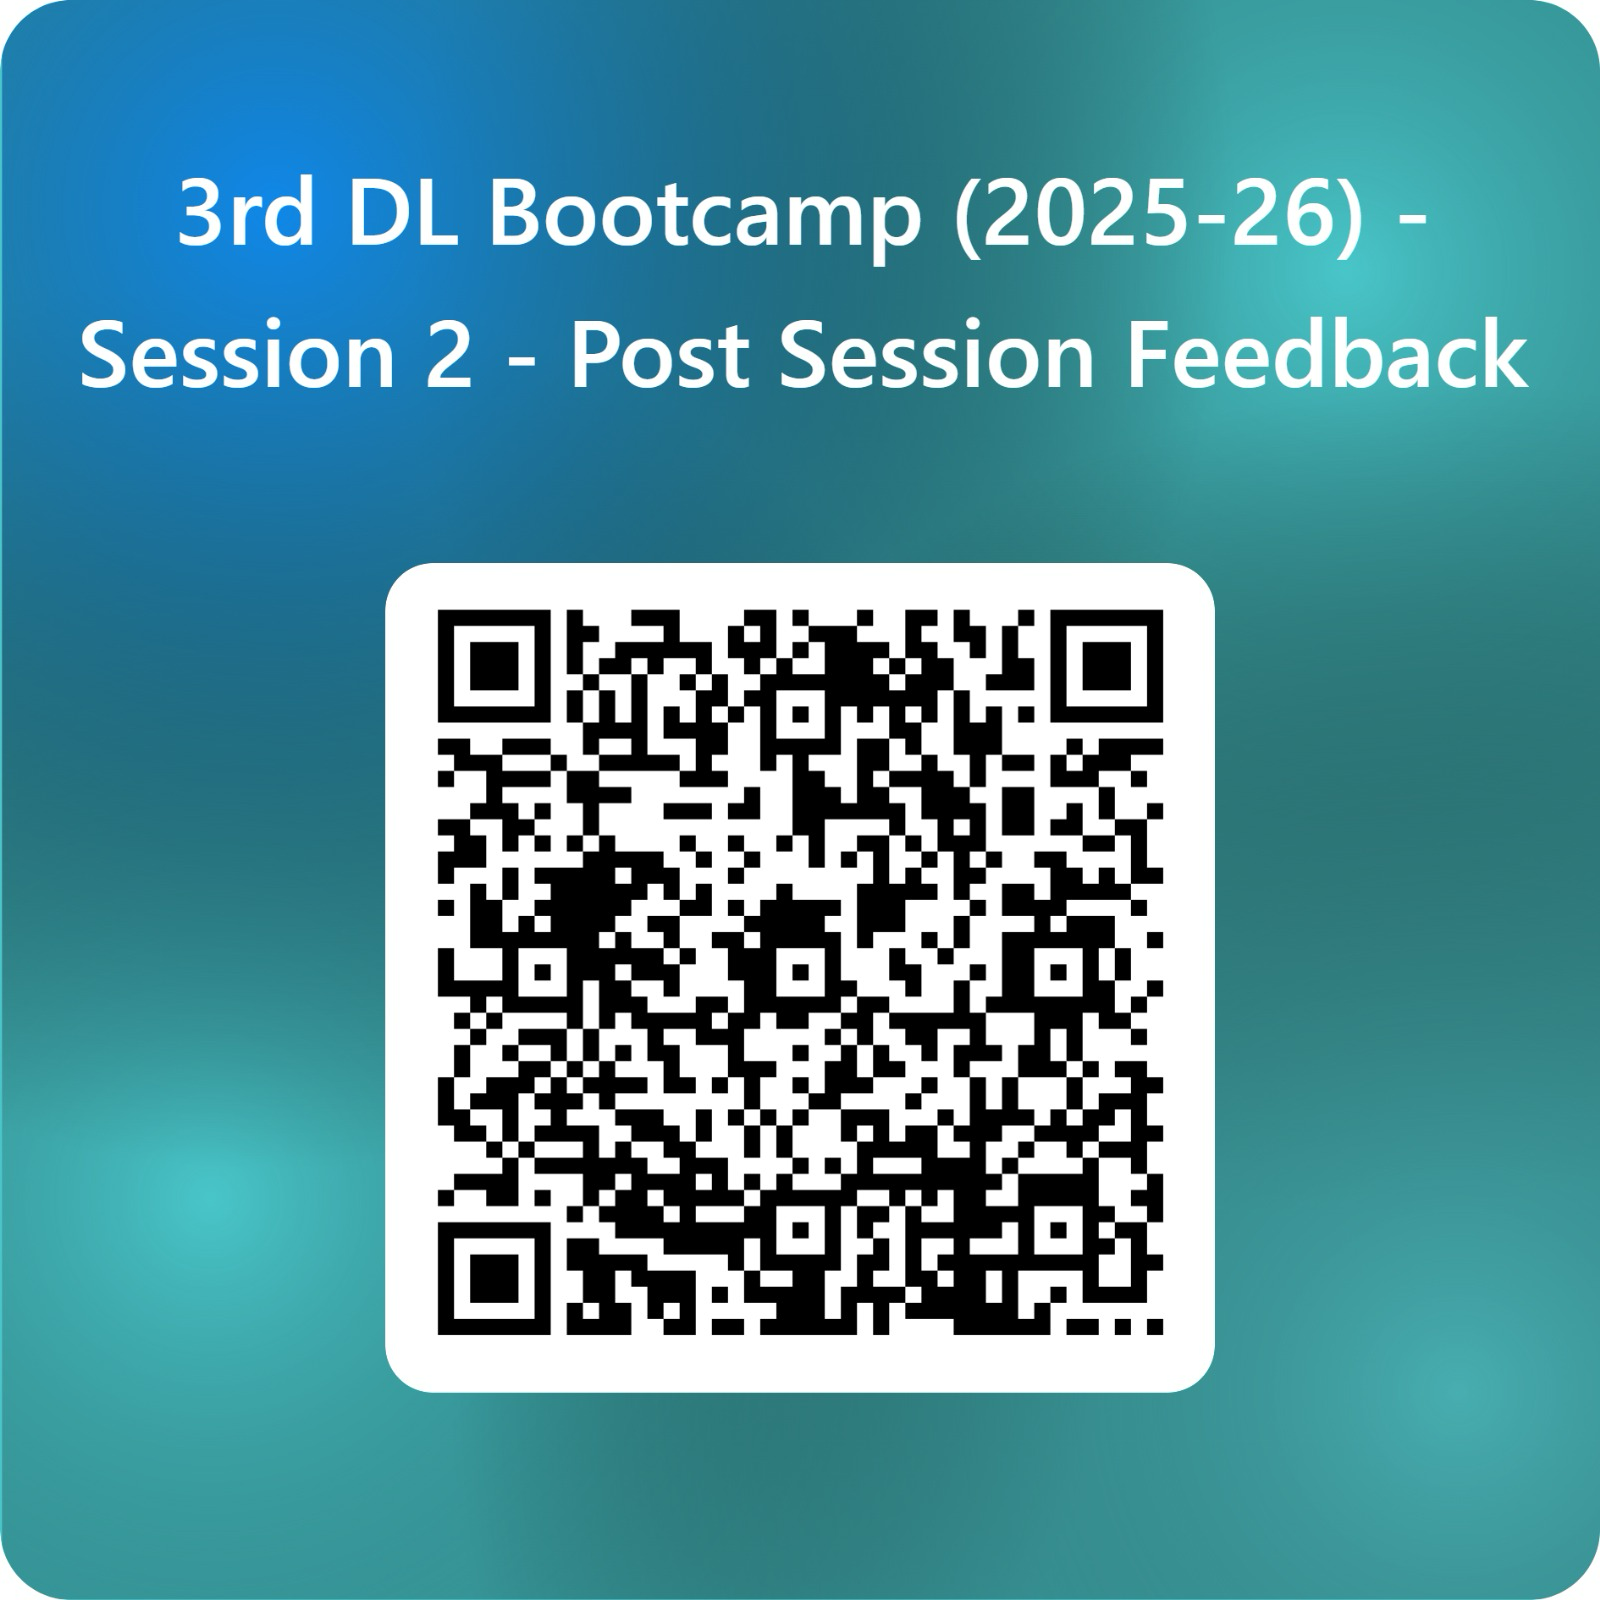 3rd DL Bootcamp (2025-26) -
Session 2 - Post Session Feedback